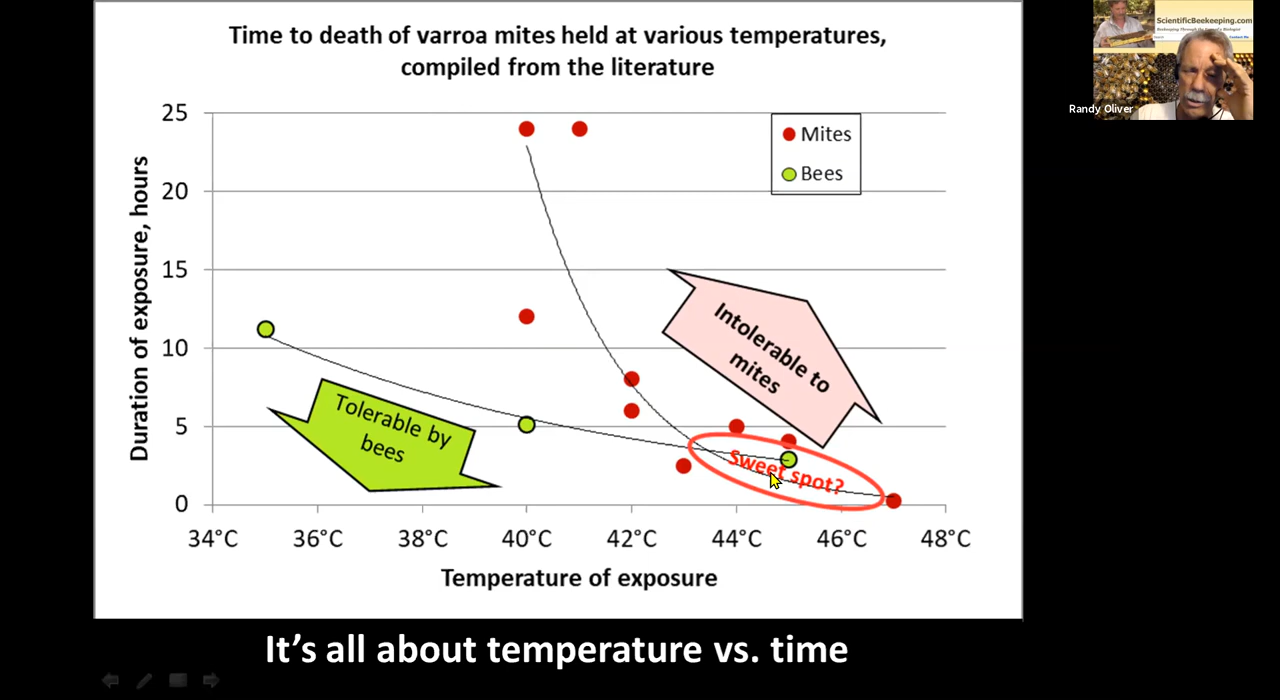 Time to death of varroa mites held at various temperatures,
compiled from the literature
ScientificBeekeeping.com
Randy Oliver
25
20
15
10
5
0
Duration of exposure, hours
Mites
Bees
Intolerable to
mites
Tolerable by
bees
Sweet spot?
34°C
36°C
38°C
40°C
42°C
44°C
46°C
48°C
Temperature of exposure
It’s all about temperature vs. time